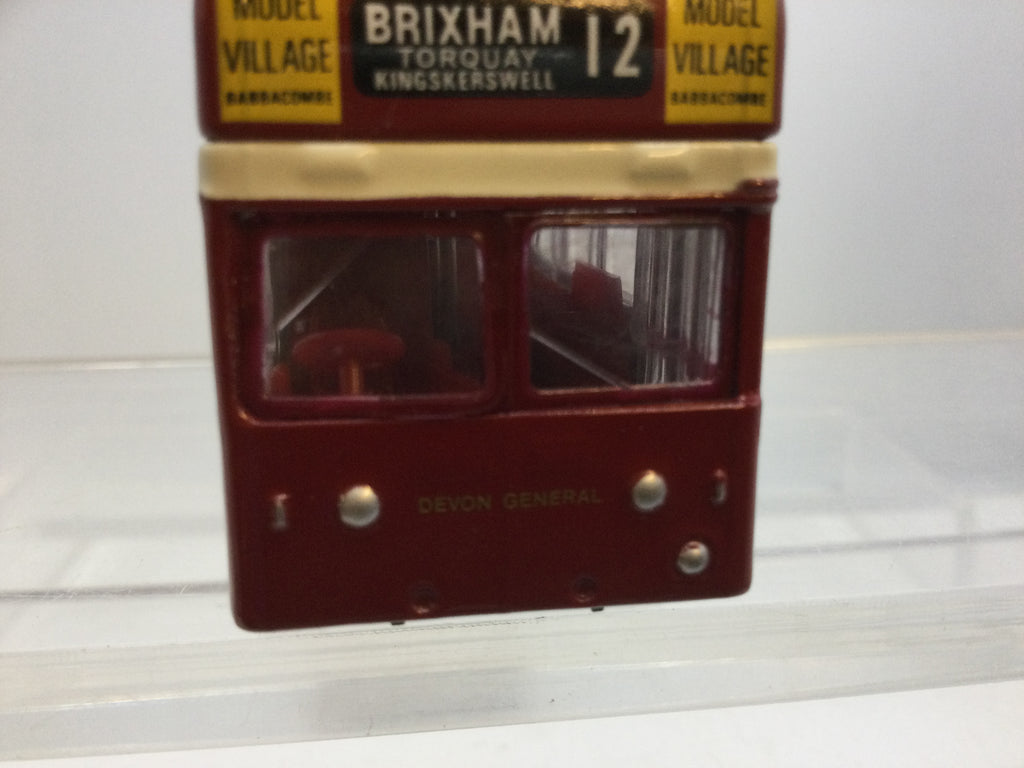 MODEL
VILLAGE
BABBACOMBE
BRIXHAM
TORQUAY
KINGSKERSWELL
12
MODEL
VILLAGE
BABBACOMBE
DEVON GENERAL